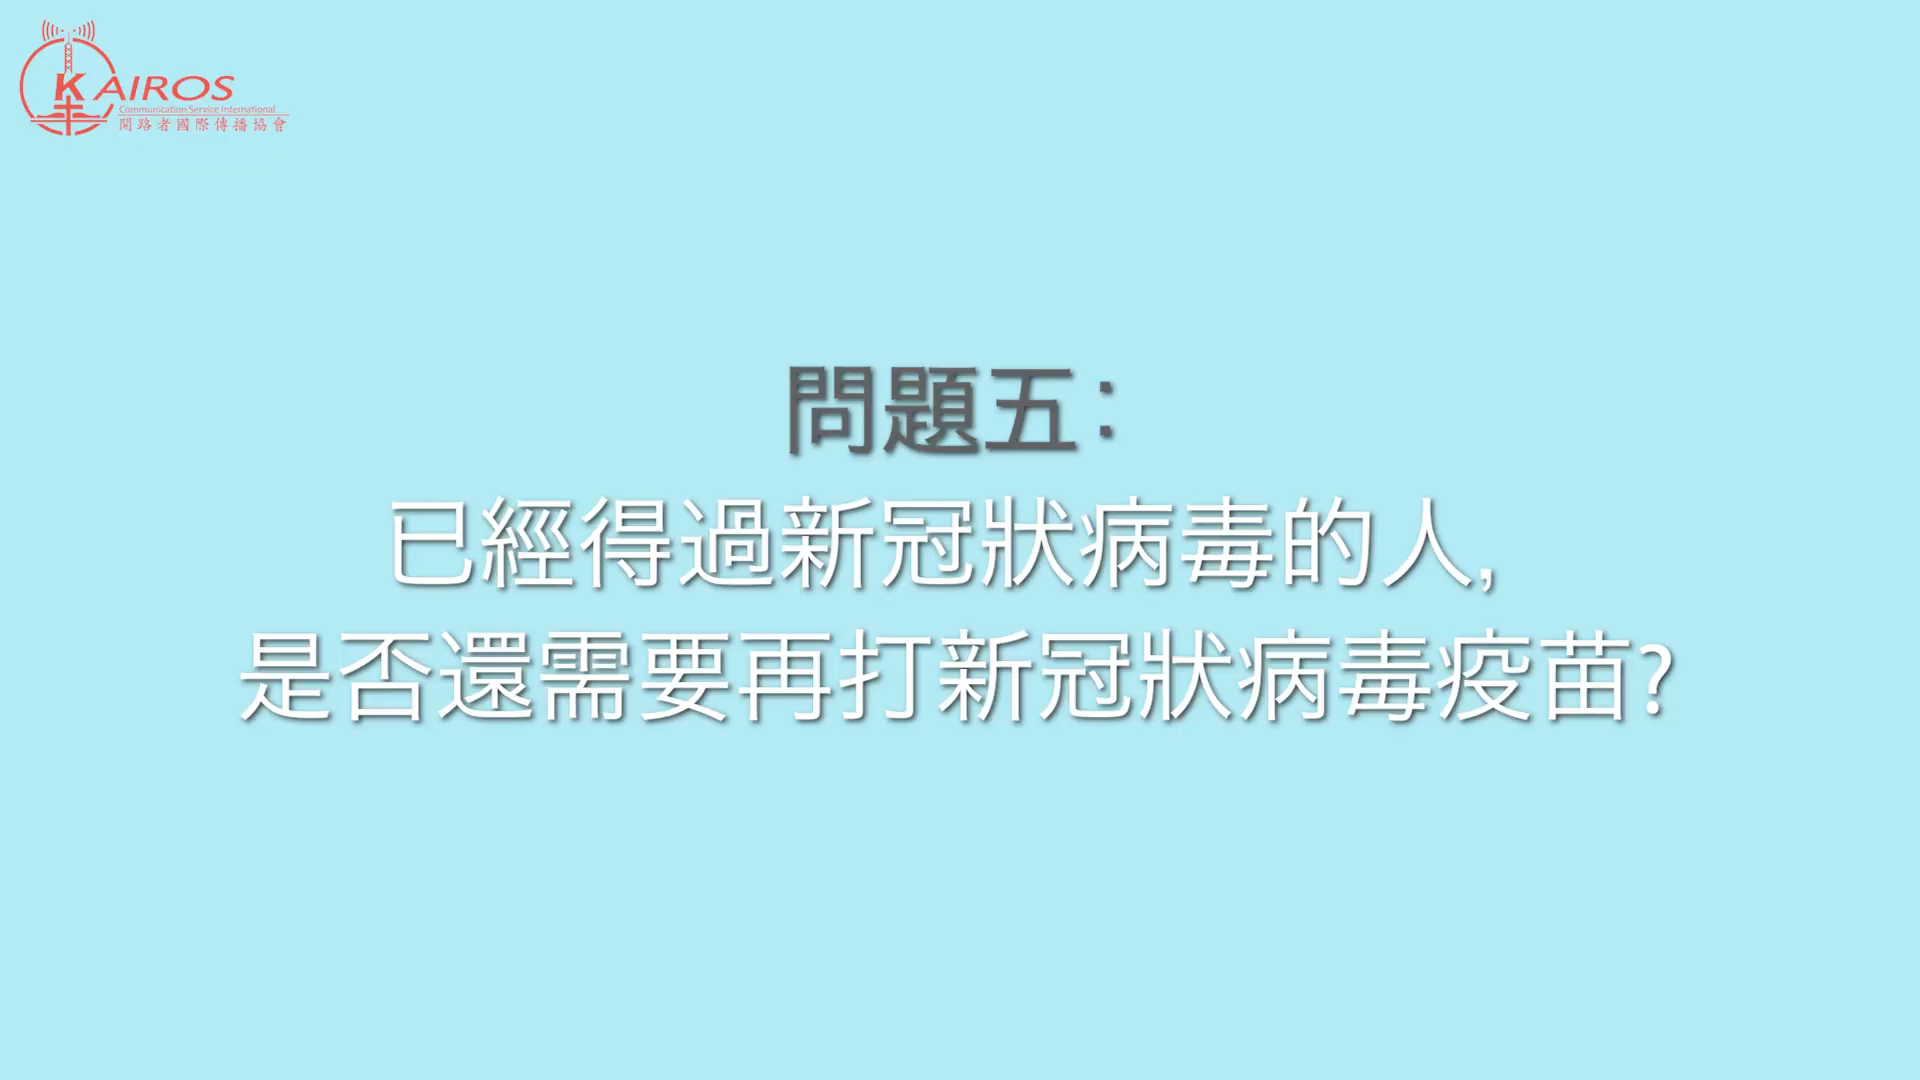 KAIROS
Communication Service International
開路者國際傳播協會
問題五：
已經得過新冠狀病毒的人,
是否還需要再打新冠狀病毒疫苗?